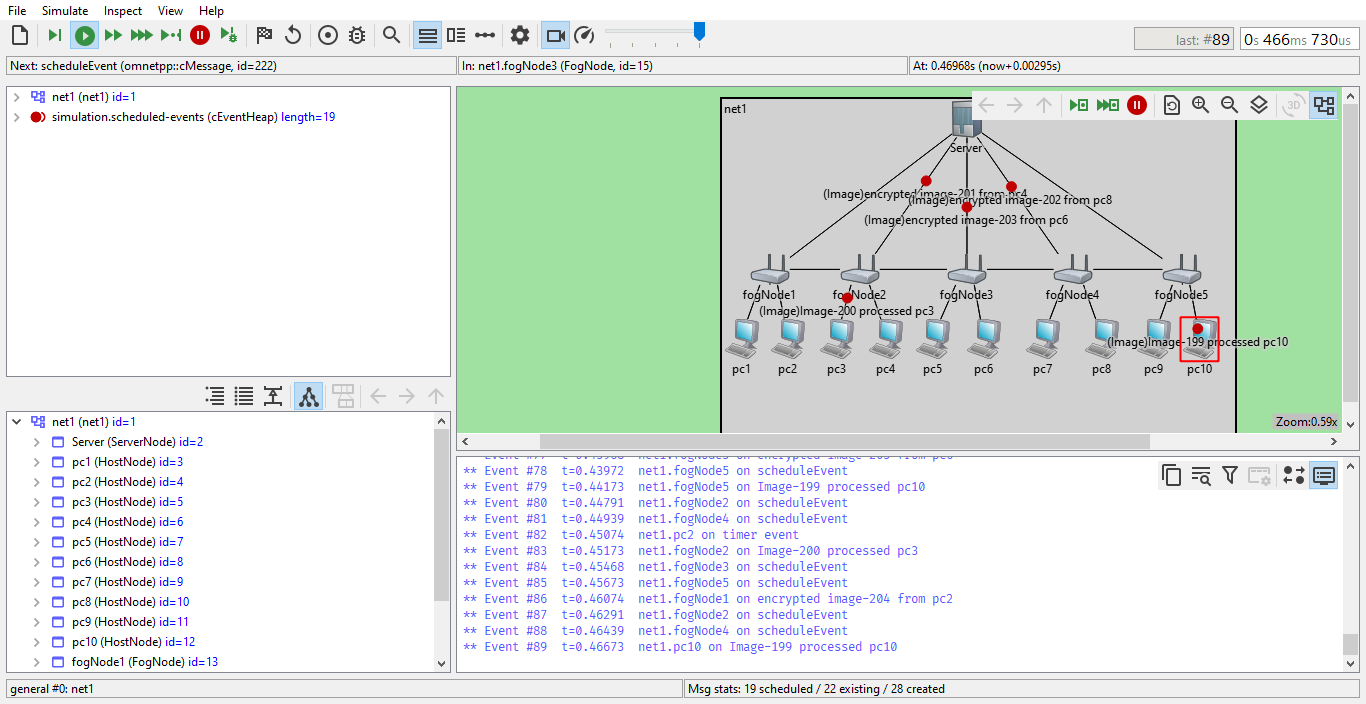 File Simulate Inspect View Help
last: #89 0s 466ms 730us
Next: scheduleEvent (omnetpp::cMessage, id=222) In: net1.fogNode3 (FogNode, id=15) At: 0.46968s (now+0.00295s)
net1 (net1) id=1
simulation.scheduled-events (cEventHeap) length=19
net1 (net1) id=1
Server (ServerNode) id=2
pc1 (HostNode) id=3
pc2 (HostNode) id=4
pc3 (HostNode) id=5
pc4 (HostNode) id=6
pc5 (HostNode) id=7
pc6 (HostNode) id=8
pc7 (HostNode) id=9
pc8 (HostNode) id=10
pc9 (HostNode) id=11
pc10 (HostNode) id=12
fogNode1 (FogNode) id=13
net1
3D
Server
(Image)encrypted image-201 from pc4
(Image)encrypted image-202 from pc8
(Image)encrypted image-203 from pc6
fogNode1 fogNode2 fogNode3 fogNode4 fogNode5
(Image)Image-200 processed pc3
(Image)Image-199 processed pc10
pc1 pc2 pc3 pc4 pc5 pc6 pc7 pc8 pc9 pc10
Zoom:0.59x
** Event #78 t=0.43972 net1.fogNode5 on scheduleEvent
** Event #79 t=0.44173 net1.fogNode5 on Image-199 processed pc10
** Event #80 t=0.44791 net1.fogNode2 on scheduleEvent
** Event #81 t=0.44939 net1.fogNode4 on scheduleEvent
** Event #82 t=0.45074 net1.pc2 on timer event
** Event #83 t=0.45173 net1.fogNode2 on Image-200 processed pc3
** Event #84 t=0.45468 net1.fogNode3 on scheduleEvent
** Event #85 t=0.45673 net1.fogNode5 on scheduleEvent
** Event #86 t=0.46074 net1.fogNode1 on encrypted image-204 from pc2
** Event #87 t=0.46291 net1.fogNode2 on scheduleEvent
** Event #88 t=0.46439 net1.fogNode4 on scheduleEvent
** Event #89 t=0.46673 net1.pc10 on Image-199 processed pc10
general #0: net1 Msg stats: 19 scheduled / 22 existing / 28 created